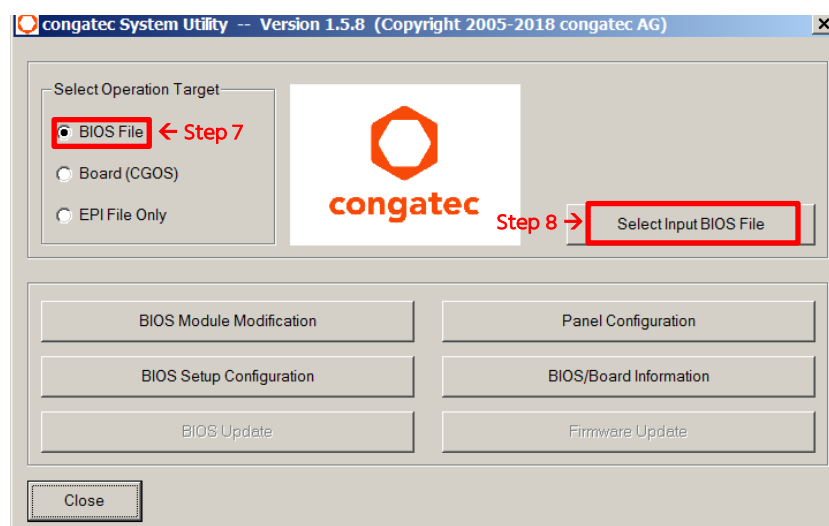 congatec System Utility -- Version 1.5.8 (Copyright 2005-2018 congatec AG)
Select Operation Target
BIOS File ← Step 7
Board (CGOS)
EPI File Only
congatec
Step 8 → Select Input BIOS File
BIOS Module Modification
Panel Configuration
BIOS Setup Configuration
BIOS/Board Information
BIOS Update
Firmware Update
Close